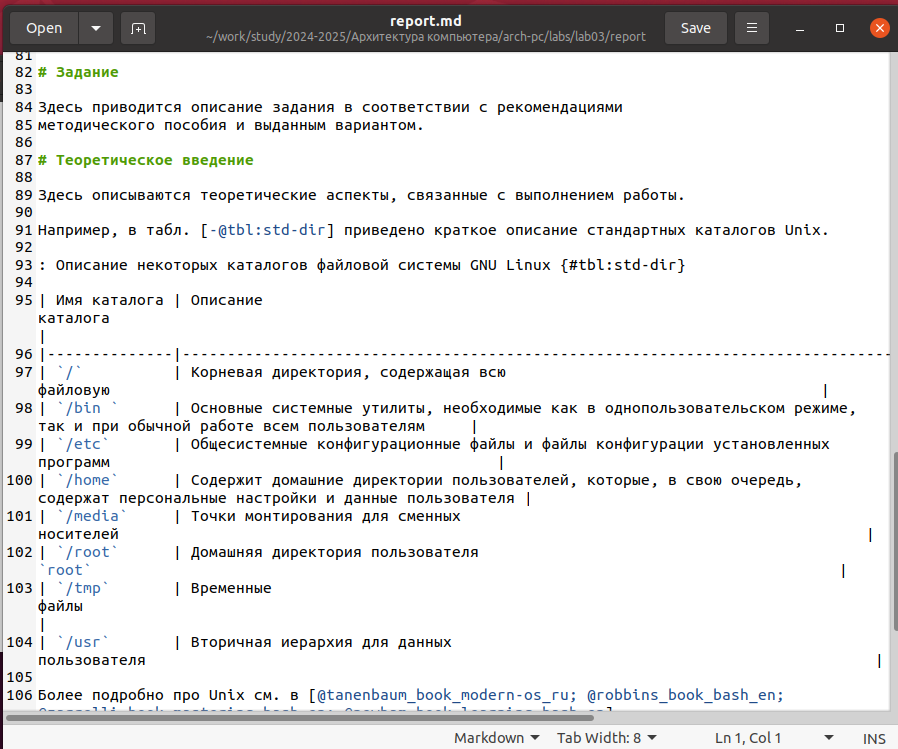 Open
report.md
~/work/study/2024-2025/Архитектура компьютера/arch-pc/labs/lab03/report
Save
81
82 # Задание
83
84 Здесь приводится описание задания в соответствии с рекомендациями
85 методического пособия и выданным вариантом.
86
87 # Теоретическое введение
88
89 Здесь описываются теоретические аспекты, связанные с выполнением работы.
90
91 Например, в табл. [-@tbl:std-dir] приведено краткое описание стандартных каталогов Unix.
92
93 : Описание некоторых каталогов файловой системы GNU Linux {#tbl:std-dir}
94
95 | Имя каталога | Описание
каталога
|
96 |--------------|-------------------------------------------------------------------------------
97 | `/` | Корневая директория, содержащая всю
файловую |
98 | `/bin ` | Основные системные утилиты, необходимые как в однопользовательском режиме,
так и при обычной работе всем пользователям |
99 | `/etc` | Общесистемные конфигурационные файлы и файлы конфигурации установленных
программ |
100 | `/home` | Содержит домашние директории пользователей, которые, в свою очередь,
содержат персональные настройки и данные пользователя |
101 | `/media` | Точки монтирования для сменных
носителей |
102 | `/root` | Домашняя директория пользователя
`root` |
103 | `/tmp` | Временные
файлы
|
104 | `/usr` | Вторичная иерархия для данных
пользователя |
105
106 Более подробно про Unix см. в [@tanenbaum_book_modern-os_ru; @robbins_book_bash_en;
Markdown Tab Width: 8 Ln 1, Col 1 INS